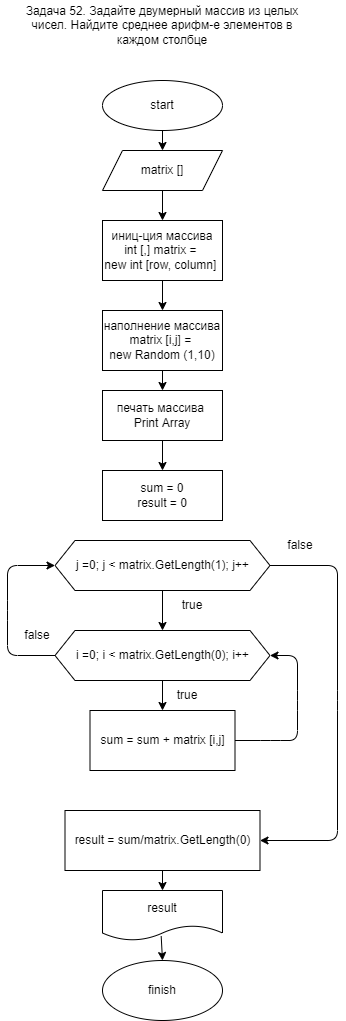 Задача 52. Задайте двумерный массив из целых
чисел. Найдите среднее арифм-е элементов в
каждом столбце
start
matrix []
иниц-ция массива
int [,] matrix =
new int [row, column]
наполнение массива
matrix [i,j] =
new Random (1,10)
печать массива
Print Array
sum = 0
result = 0
j =0; j < matrix.GetLength(1); j++
false
true
i =0; i < matrix.GetLength(0); i++
false
true
sum = sum + matrix [i,j]
result = sum/matrix.GetLength(0)
result
finish